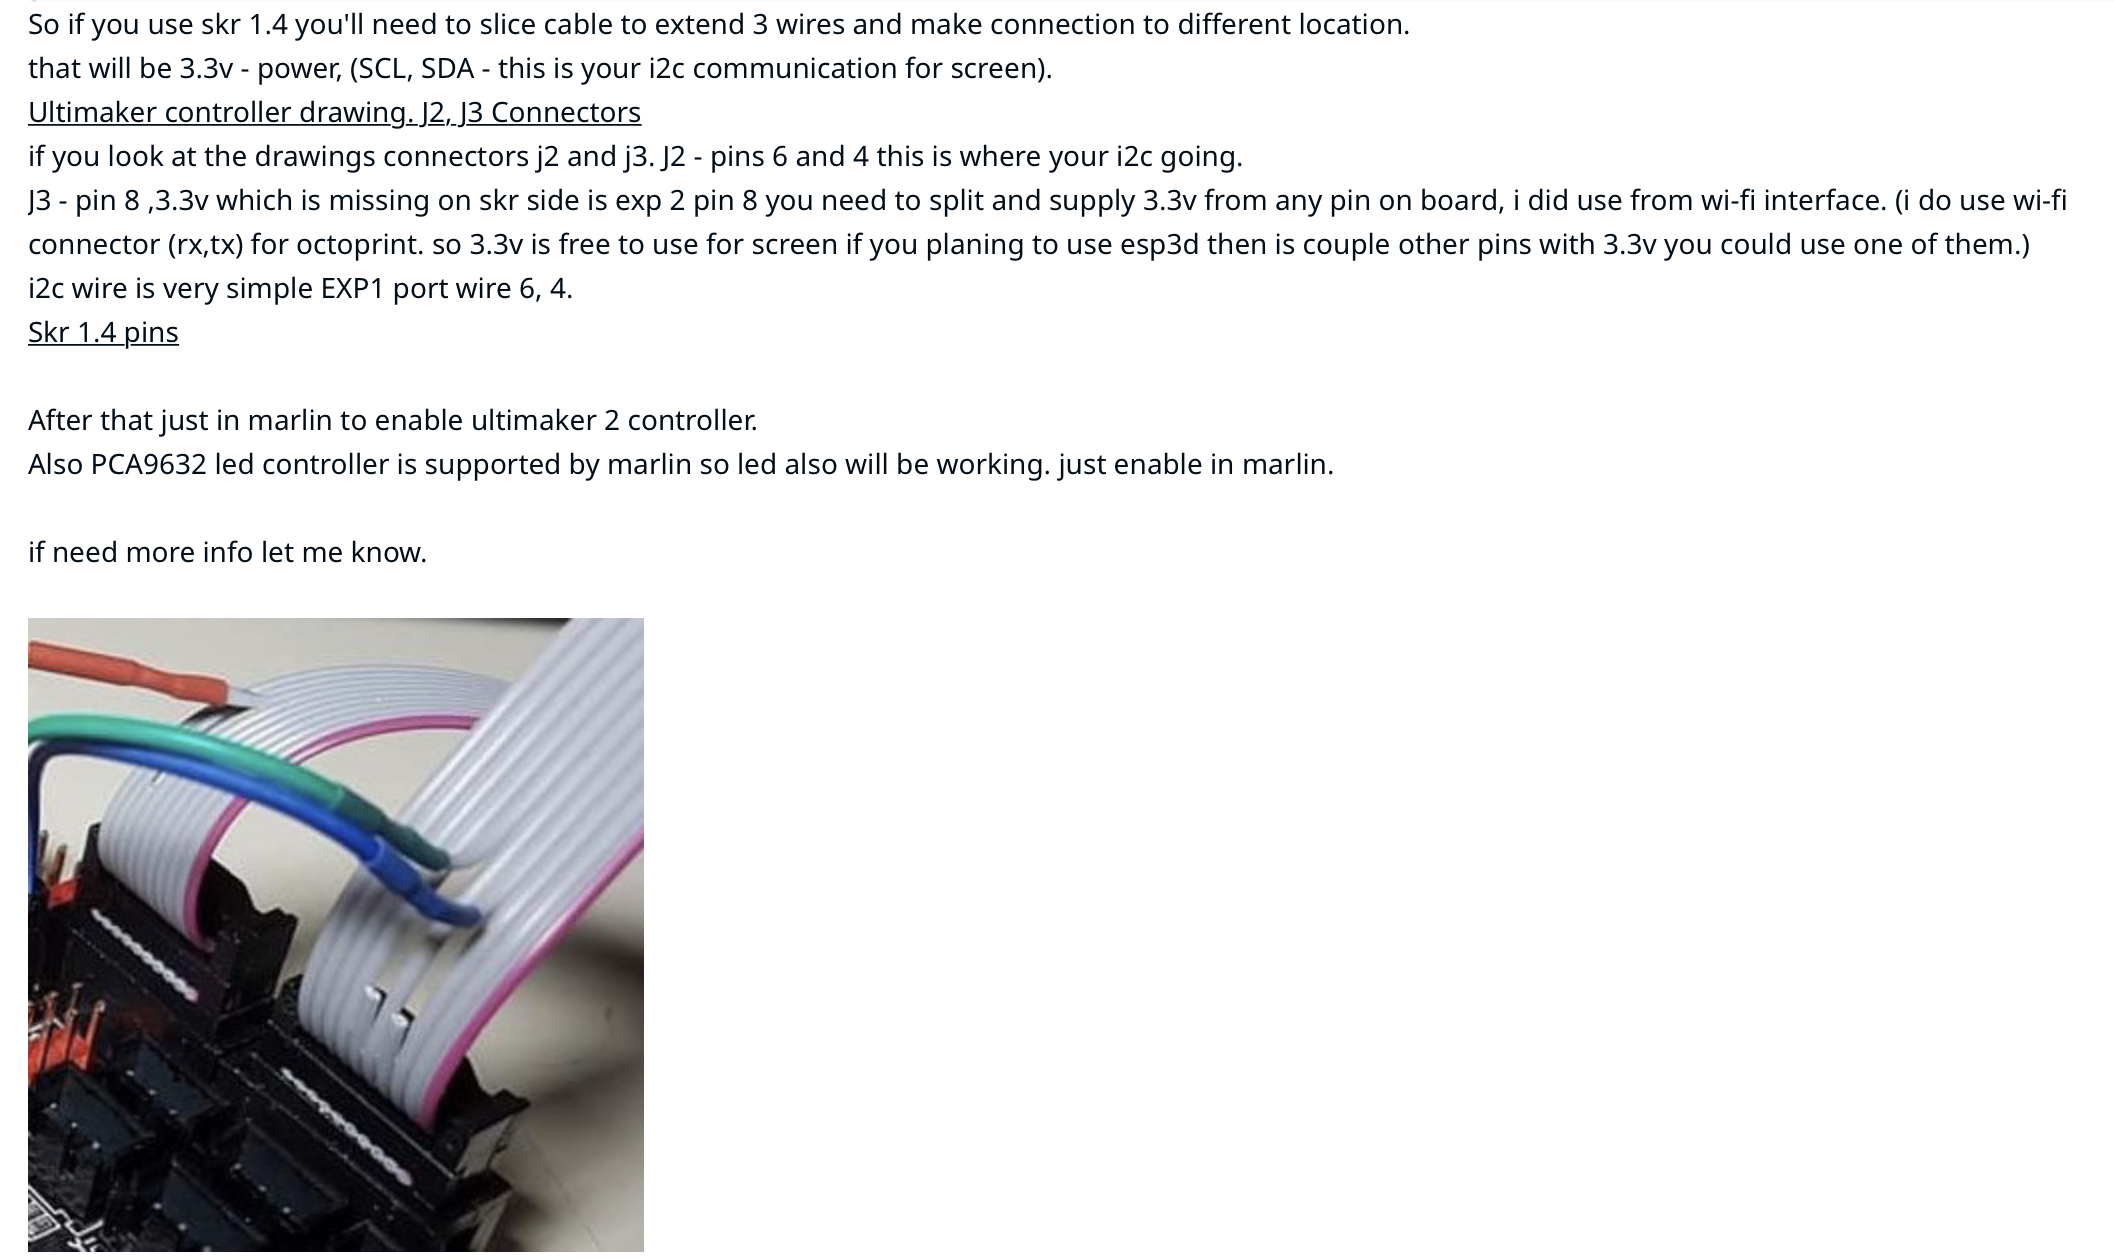 So if you use skr 1.4 you'll need to slice cable to extend 3 wires and make connection to different location.
that will be 3.3v - power, (SCL, SDA - this is your i2c communication for screen).
Ultimaker controller drawing. J2, J3 Connectors
if you look at the drawings connectors j2 and j3. J2 - pins 6 and 4 this is where your i2c going.
J3 - pin 8 ,3.3v which is missing on skr side is exp 2 pin 8 you need to split and supply 3.3v from any pin on board, i did use from wi-fi interface. (i do use wi-fi
connector (rx,tx) for octoprint. so 3.3v is free to use for screen if you planing to use esp3d then is couple other pins with 3.3v you could use one of them.)
i2c wire is very simple EXP1 port wire 6, 4.
Skr 1.4 pins
After that just in marlin to enable ultimaker 2 controller.
Also PCA9632 led controller is supported by marlin so led also will be working. just enable in marlin.
if need more info let me know.